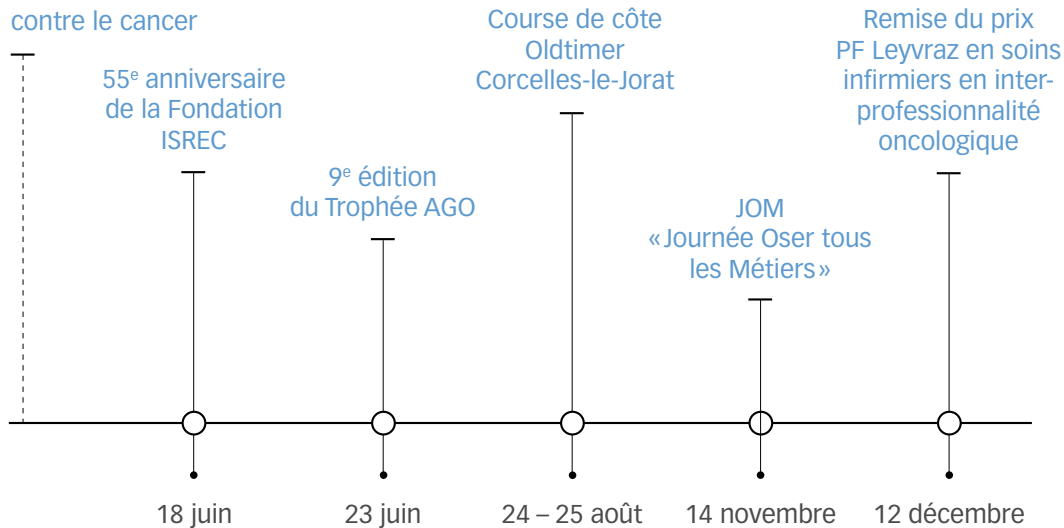 contre le cancer
55e anniversaire
de la Fondation
ISREC
9e édition
du Trophée AGO
Course de côte
Oldtimer
Corcelles-le-Jorat
JOM
«Journée Oser tous
les Métiers»
Remise du prix
PF Leyvraz en soins
infirmiers en inter-
professionnalité
oncologique
18 juin
23 juin
24 – 25 août
14 novembre
12 décembre